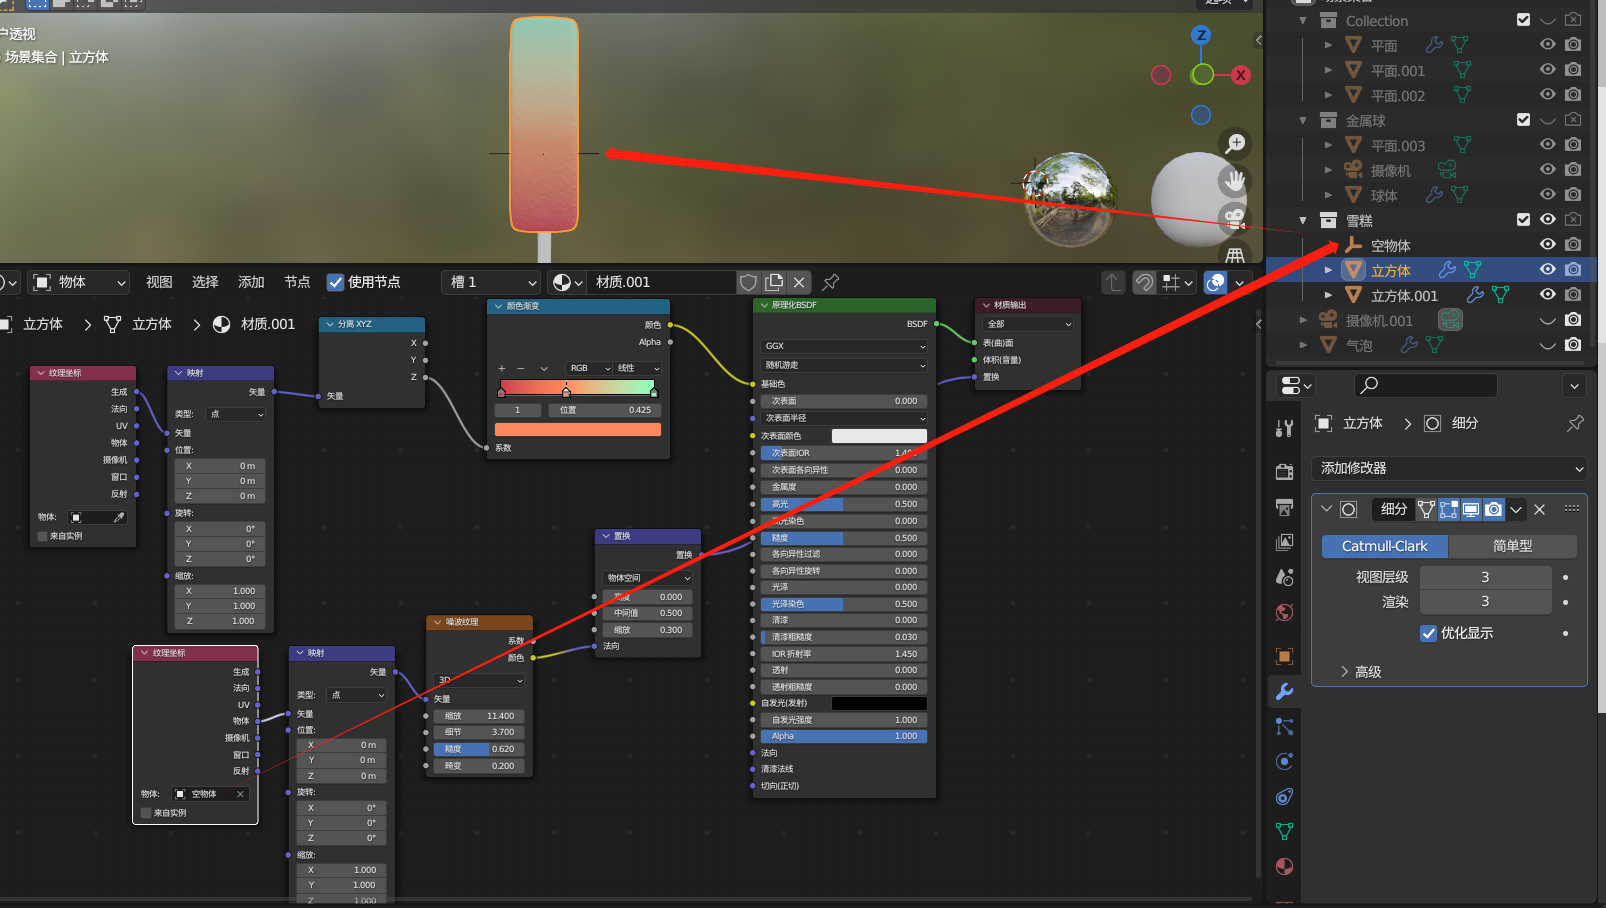 选项
户透视
场景集合 | 立方体
Z
X
场景集合
Collection
平面
平面.001
平面.002
金属球
平面.003
摄像机
球体
雪糕
空物体
立方体
立方体.001
摄像机.001
气泡
物体
视图
选择
添加
节点
使用节点
槽 1
材质.001
立方体
立方体
材质.001
纹理坐标
生成
法向
UV
物体
摄像机
窗口
反射
物体:
来自实例
映射
矢量
类型:
点
矢量
位置:
X 0 m
Y 0 m
Z 0 m
旋转:
X 0°
Y 0°
Z 0°
缩放:
X 1.000
Y 1.000
Z 1.000
分离 XYZ
X
Y
Z
矢量
颜色渐变
颜色
Alpha
RGB 线性
1 位置 0.425
系数
原理化BSDF
BSDF
GGX
随机游走
基础色
次表面 0.000
次表面半径
次表面颜色
次表面IOR
次表面各向异性 0.000
金属度 0.000
高光 0.500
高光染色 0.000
糙度 0.500
各向异性过滤 0.000
各向异性旋转 0.000
光泽 0.000
光泽染色 0.500
清漆 0.000
清漆粗糙度 0.030
IOR 折射率 1.450
透射 0.000
透射粗糙度 0.000
自发光(发射)
自发光强度 1.000
Alpha 1.000
法向
清漆法线
切向(正切)
材质输出
全部
表(曲)面
体积(音量)
置换
置换
置换
物体空间
高度 0.000
中间值 0.500
缩放 0.300
法向
噪波纹理
系数
颜色
3D
矢量
缩放 11.400
细节 3.700
糙度 0.620
畸变 0.200
纹理坐标
生成
法向
UV
物体
摄像机
窗口
反射
物体: 空物体
来自实例
映射
矢量
类型: 点
矢量
位置:
X 0 m
Y 0 m
Z 0 m
旋转:
X 0°
Y 0°
Z 0°
缩放:
X 1.000
Y 1.000
Z 1.000
立方体
细分
添加修改器
细分
Catmull-Clark
简单型
视图层级 3
渲染 3
优化显示
高级